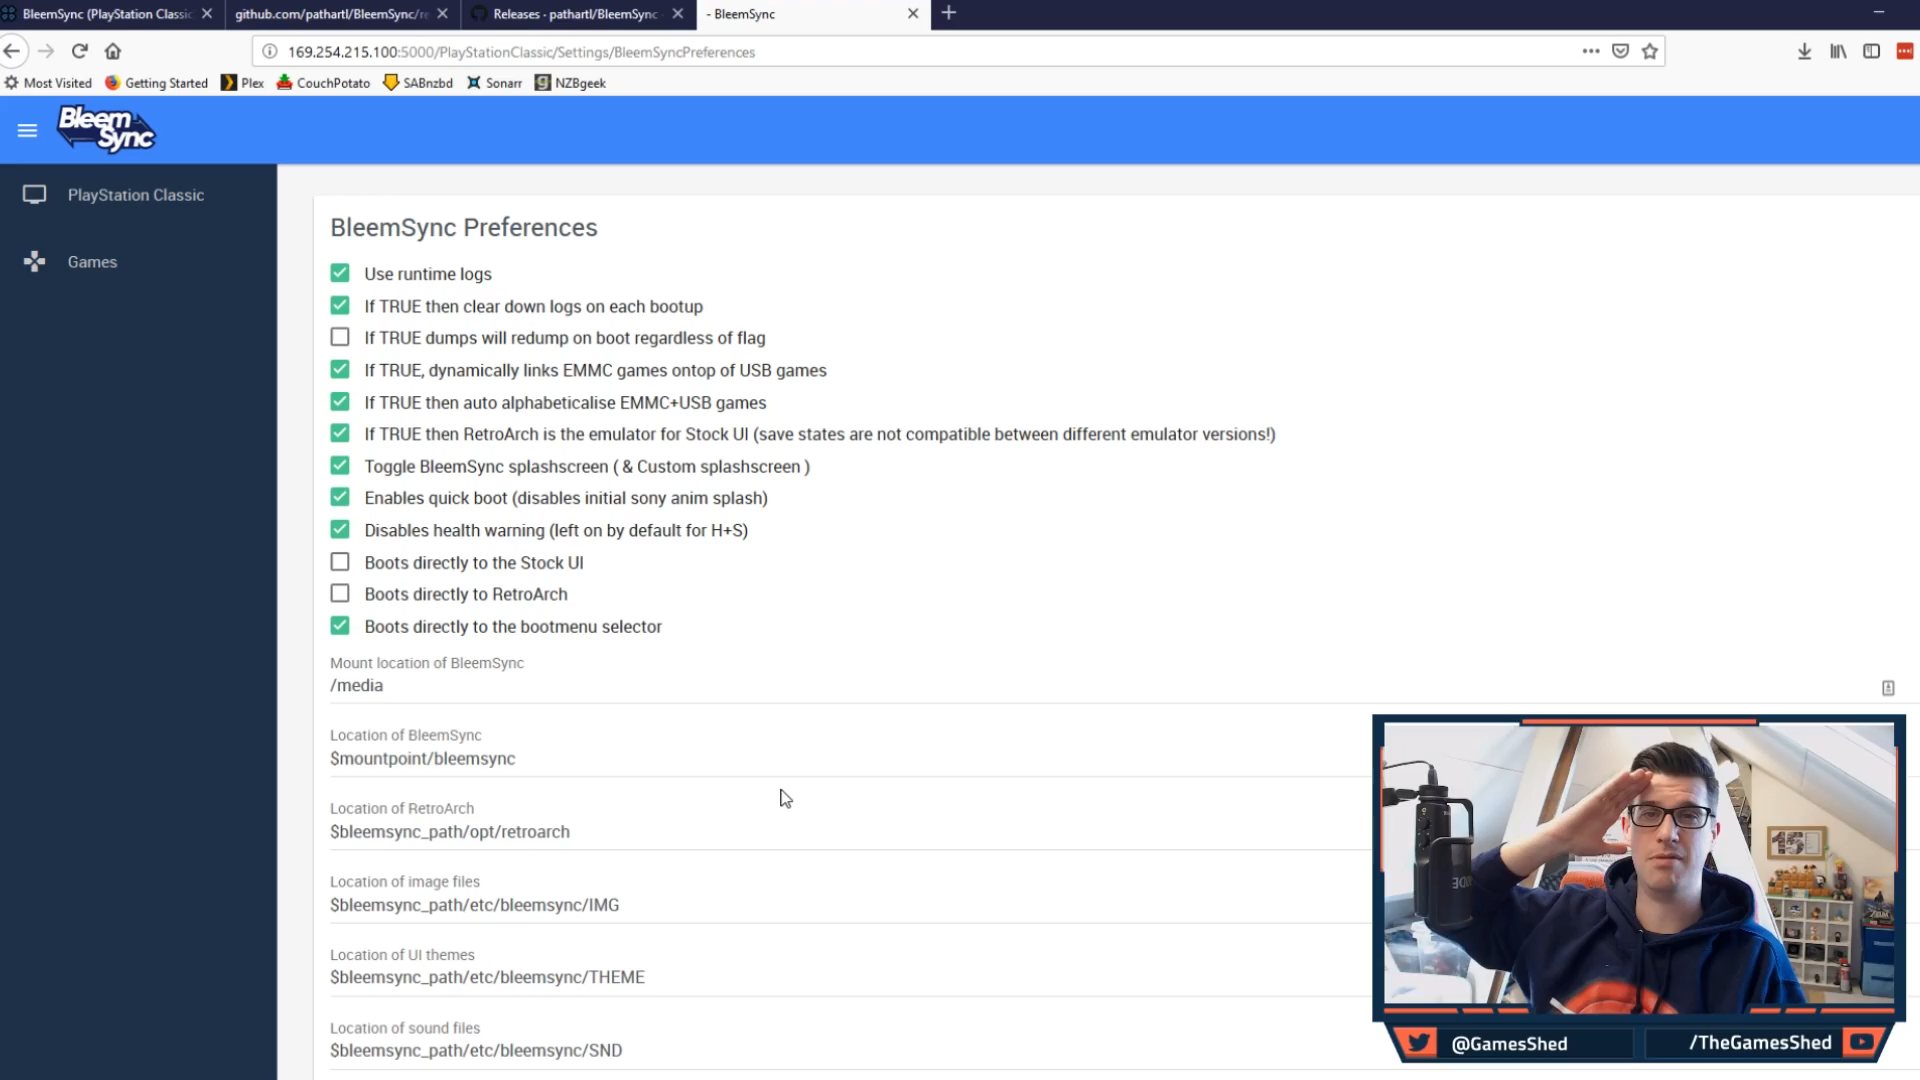 BleemSync (PlayStation Classic
github.com/pathartl/BleemSync/re
Releases · pathartl/BleemSync
- BleemSync
169.254.215.100:5000/PlayStationClassic/Settings/BleemSyncPreferences
Most Visited
Getting Started
Plex
CouchPotato
SABnzbd
Sonarr
NZBgeek
Bleem
Sync
PlayStation Classic
Games
BleemSync Preferences
Use runtime logs
If TRUE then clear down logs on each bootup
If TRUE dumps will redump on boot regardless of flag
If TRUE, dynamically links EMMC games ontop of USB games
If TRUE then auto alphabeticalise EMMC+USB games
If TRUE then RetroArch is the emulator for Stock UI (save states are not compatible between different emulator versions!)
Toggle BleemSync splashscreen ( & Custom splashscreen )
Enables quick boot (disables initial sony anim splash)
Disables health warning (left on by default for H+S)
Boots directly to the Stock UI
Boots directly to RetroArch
Boots directly to the bootmenu selector
Mount location of BleemSync
/media
Location of BleemSync
$mountpoint/bleemsync
Location of RetroArch
$bleemsync_path/opt/retroarch
Location of image files
$bleemsync_path/etc/bleemsync/IMG
Location of UI themes
$bleemsync_path/etc/bleemsync/THEME
Location of sound files
$bleemsync_path/etc/bleemsync/SND
@GamesShed
/TheGamesShed